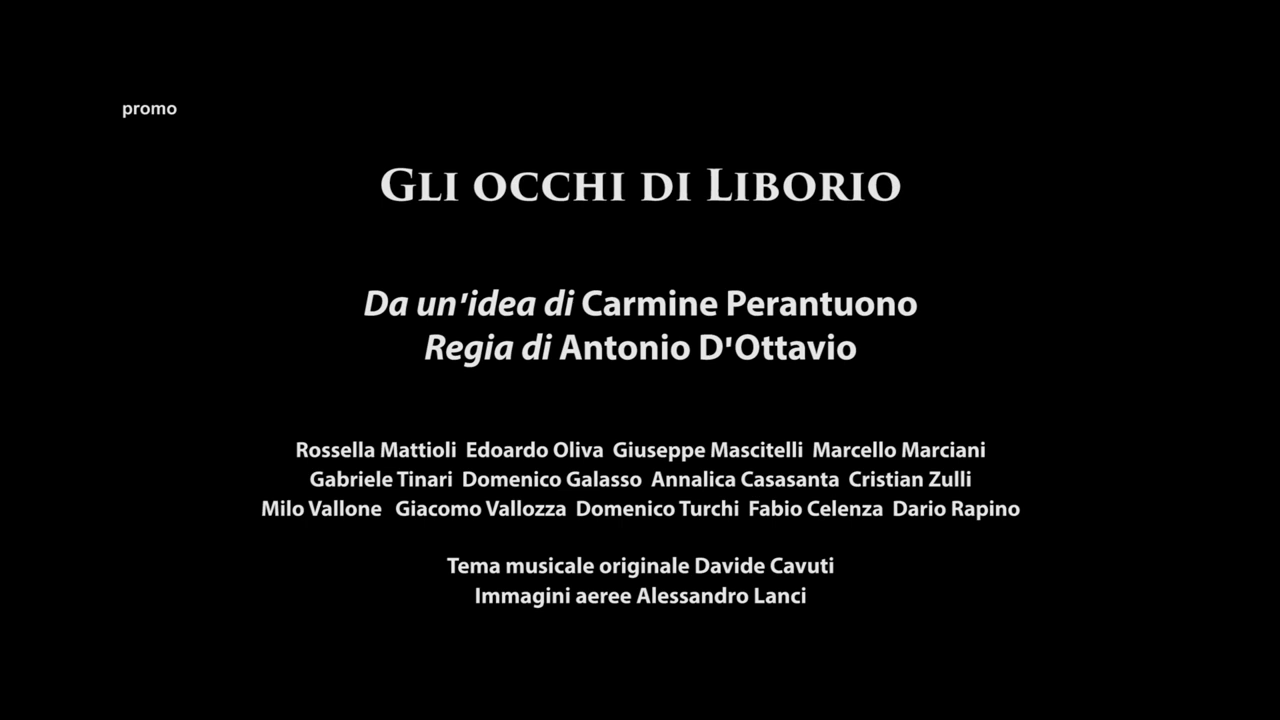 promo
Gli occhi di Liborio
Da un'idea di Carmine Perantuono
Regia di Antonio D'Ottavio
Rossella Mattioli Edoardo Oliva Giuseppe Mascitelli Marcello Marciani
Gabriele Tinari Domenico Galasso Annalica Casasanta Cristian Zulli
Milo Vallone Giacomo Vallozza Domenico Turchi Fabio Celenza Dario Rapino
Tema musicale originale Davide Cavuti
Immagini aeree Alessandro Lanci